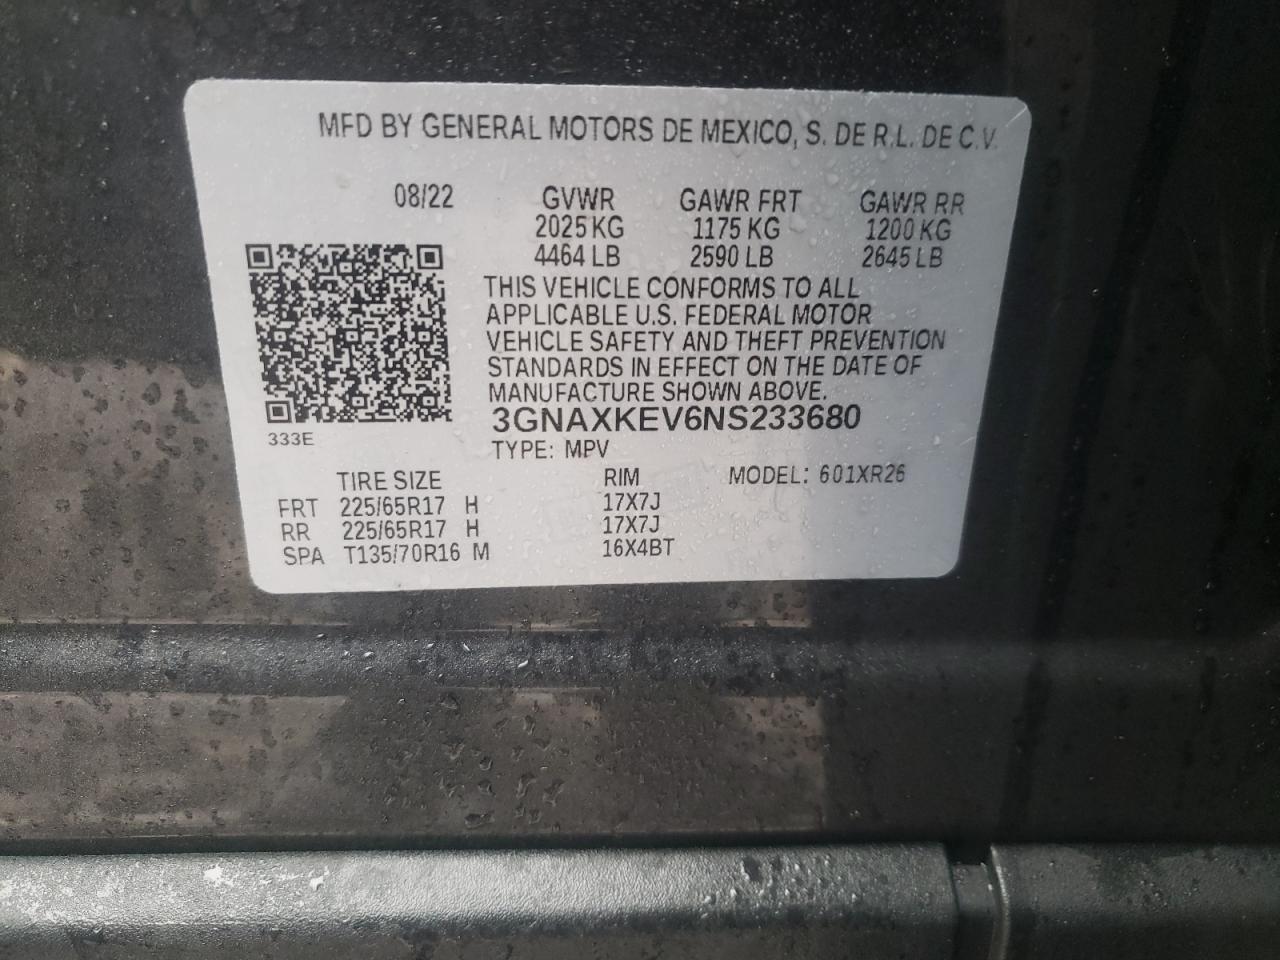 MFD BY GENERAL MOTORS DE MEXICO, S. DE R.L. DE C.V.
08/22 GVWR GAWR FRT GAWR RR
2025 KG 1175 KG 1200 KG
4464 LB 2590 LB 2645 LB
THIS VEHICLE CONFORMS TO ALL
APPLICABLE U.S. FEDERAL MOTOR
VEHICLE SAFETY AND THEFT PREVENTION
STANDARDS IN EFFECT ON THE DATE OF
MANUFACTURE SHOWN ABOVE.
3GNAXKEV6NS233680
333E
TYPE: MPV
TIRE SIZE RIM MODEL: 601XR26
FRT 225/65R17 H 17X7J
RR 225/65R17 H 17X7J
SPA T135/70R16 M 16X4BT